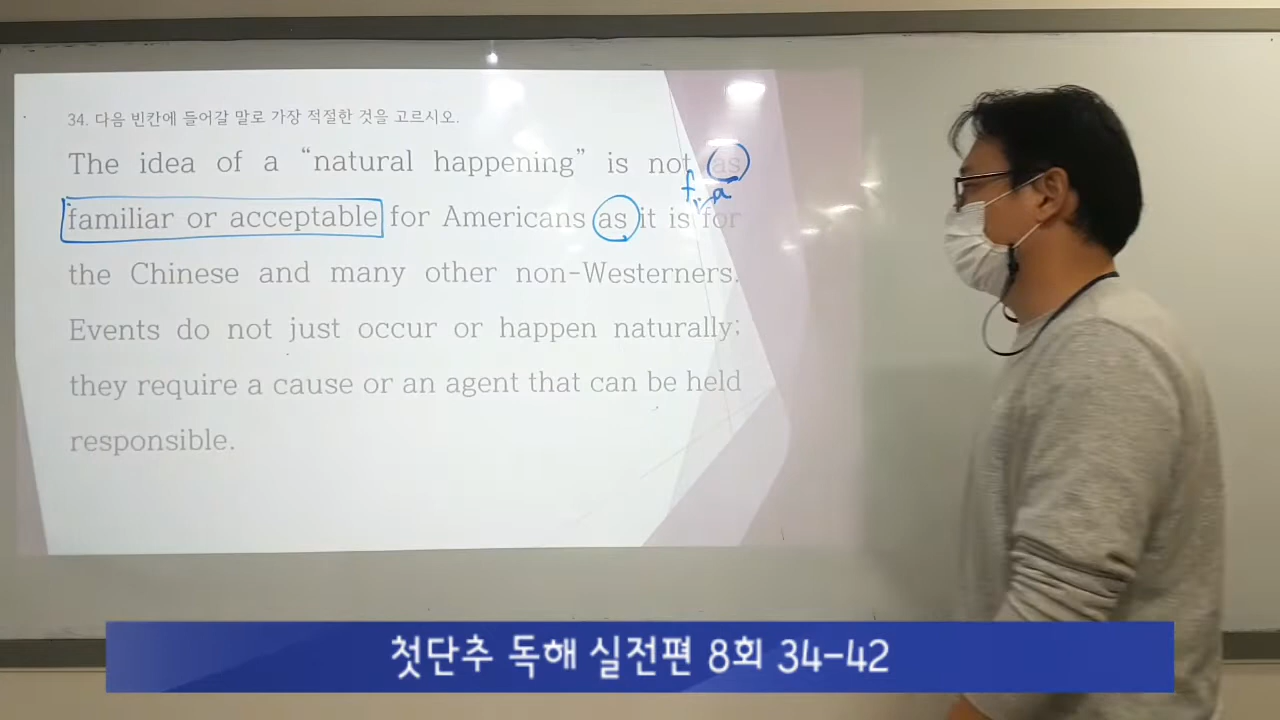 34. 다음 빈칸에 들어갈 말로 가장 적절한 것을 고르시오.
The idea of a “natural happening” is not as
f, a
familiar or acceptable for Americans as it is for
the Chinese and many other non-Westerners.
Events do not just occur or happen naturally;
they require a cause or an agent that can be held
responsible.
첫단추 독해 실전편 8회 34-42